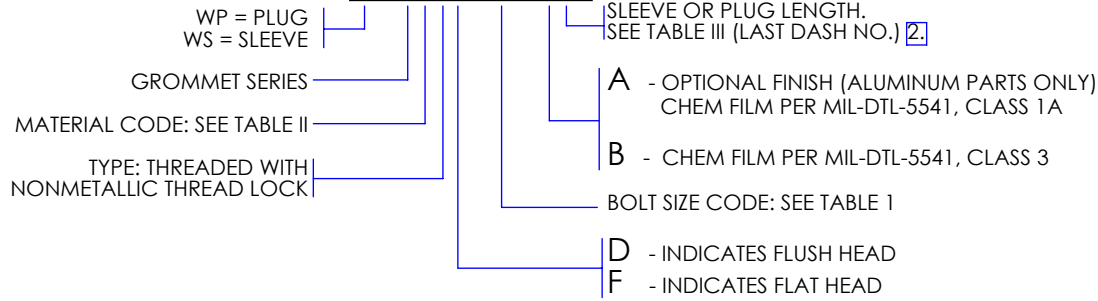 WP = PLUG
WS = SLEEVE
GROMMET SERIES
MATERIAL CODE: SEE TABLE II
TYPE: THREADED WITH
NONMETALLIC THREAD LOCK
SLEEVE OR PLUG LENGTH.
SEE TABLE III (LAST DASH NO.) 2.
A - OPTIONAL FINISH (ALUMINUM PARTS ONLY)
CHEM FILM PER MIL-DTL-5541, CLASS 1A
B - CHEM FILM PER MIL-DTL-5541, CLASS 3
BOLT SIZE CODE: SEE TABLE 1
D - INDICATES FLUSH HEAD
F - INDICATES FLAT HEAD